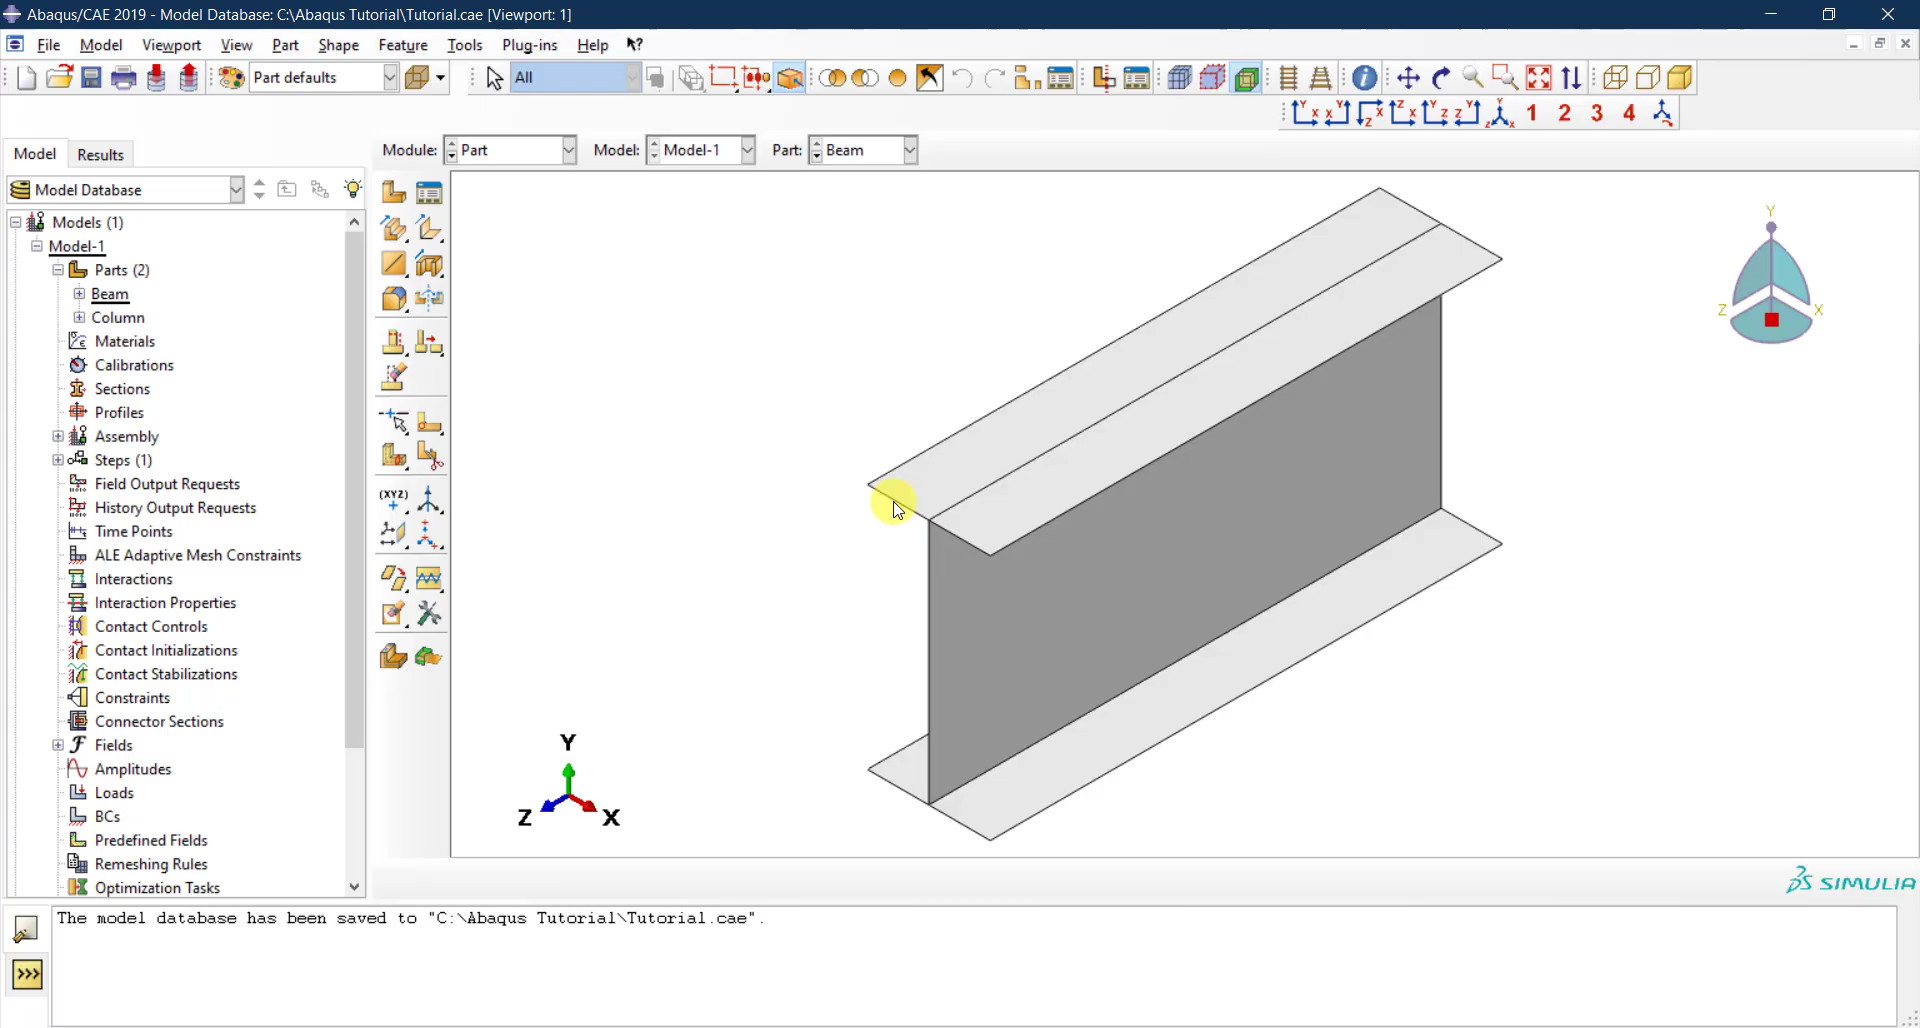 Abaqus/CAE 2019 - Model Database: C:\Abaqus Tutorial\Tutorial.cae [Viewport: 1]
File Model Viewport View Part Shape Feature Tools Plug-ins Help
Part defaults All
1 2 3 4
Model Results
Module: Part Model: Model-1 Part: Beam
Model Database
Models (1)
Model-1
Parts (2)
Beam
Column
Materials
Calibrations
Sections
Profiles
Assembly
Steps (1)
Field Output Requests
History Output Requests
Time Points
ALE Adaptive Mesh Constraints
Interactions
Interaction Properties
Contact Controls
Contact Initializations
Contact Stabilizations
Constraints
Connector Sections
Fields
Amplitudes
Loads
BCs
Predefined Fields
Remeshing Rules
Optimization Tasks
(XYZ)
Y
Z X
Y
Z X
SIMULIA
The model database has been saved to "C:\Abaqus Tutorial\Tutorial.cae".
>>>